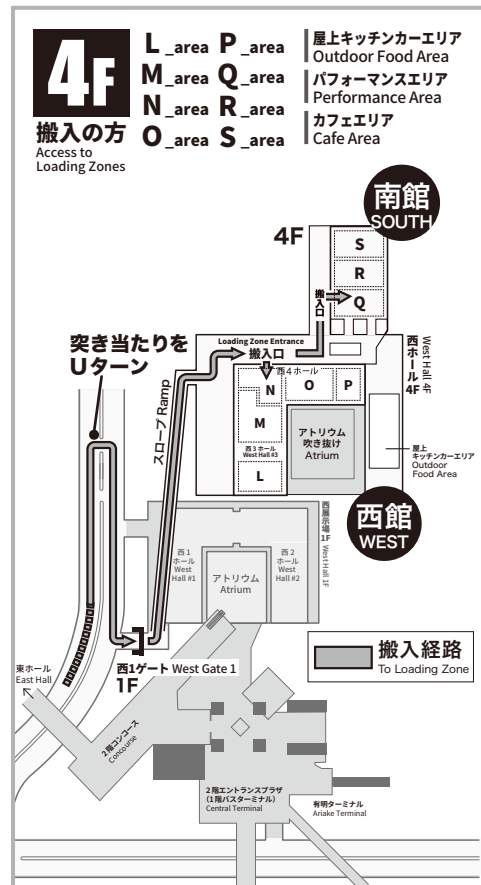 4F
搬入の方
Access to
Loading Zones
L_area P_area
M_area Q_area
N_area R_area
O_area S_area
屋上キッチンカーエリア
Outdoor Food Area
パフォーマンスエリア
Performance Area
カフェエリア
Cafe Area
南館
SOUTH
4F
S
R
Q
搬入口
Loading Zone Entrance
搬入口
西4ホール
N
O
P
M
西3ホール
West Hall #3
L
アトリウム
吹き抜け
Atrium
西ホール4F
West Hall 4F
屋上
キッチンカーエリア
Outdoor
Food Area
突き当たりを
Uターン
スロープ Ramp
西館
WEST
西展示場1F
West Hall 1F
西1
ホール
West
Hall #1
アトリウム
Atrium
西2
ホール
West
Hall #2
西1ゲート West Gate 1
1F
搬入経路
To Loading Zone
東ホール
East Hall
2階コンコース
Concourse
2階エントランスプラザ
(1階バスターミナル)
Central Terminal
有明ターミナル
Ariake Terminal